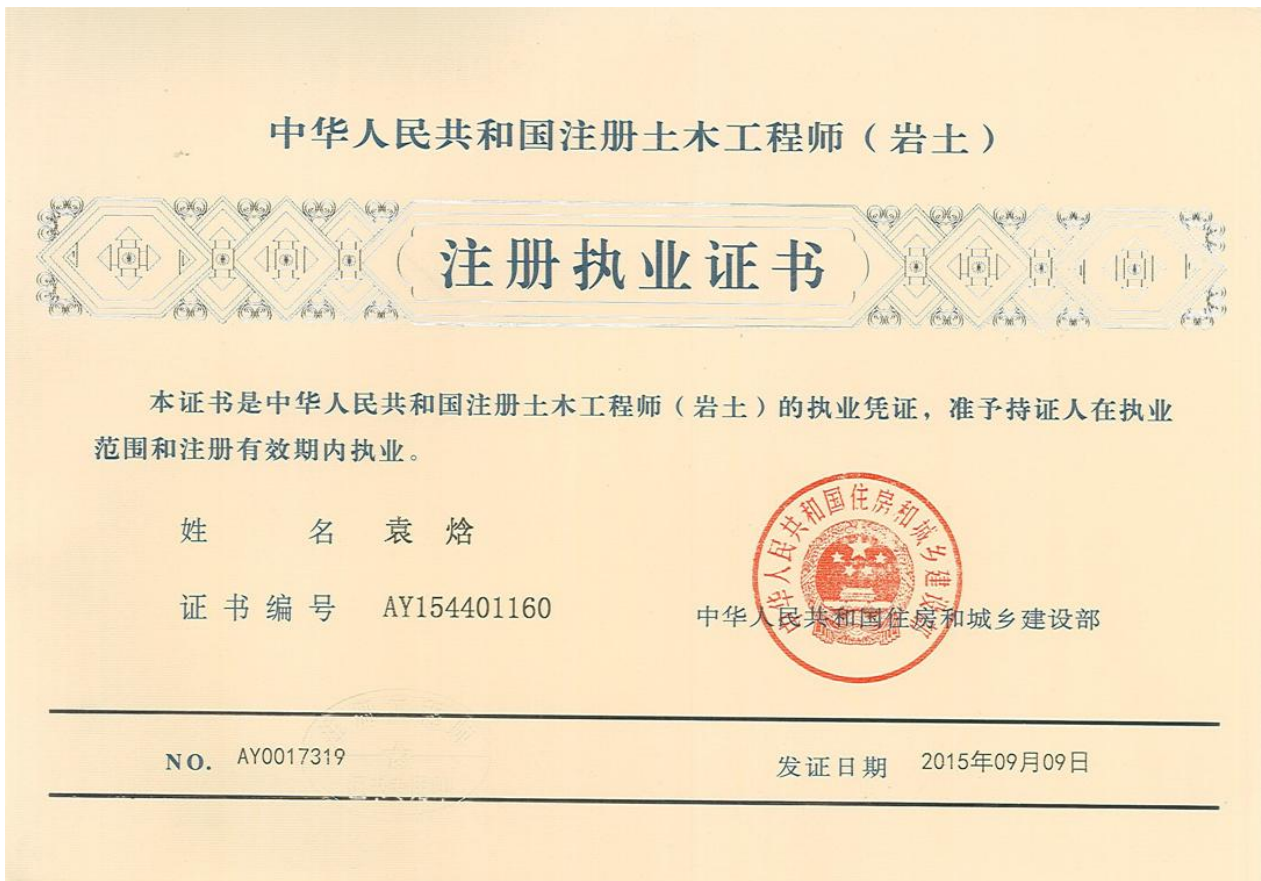 中华人民共和国注册土木工程师（岩土）
注册执业证书
本证书是中华人民共和国注册土木工程师（岩土）的执业凭证，准予持证人在执业
范围和注册有效期内执业。
姓 名 袁 焓
中华人民共和国住房和城乡建设部
证书编号 AY154401160
中华人民共和国住房和城乡建设部
NO. AY0017319
发证日期 2015年09月09日